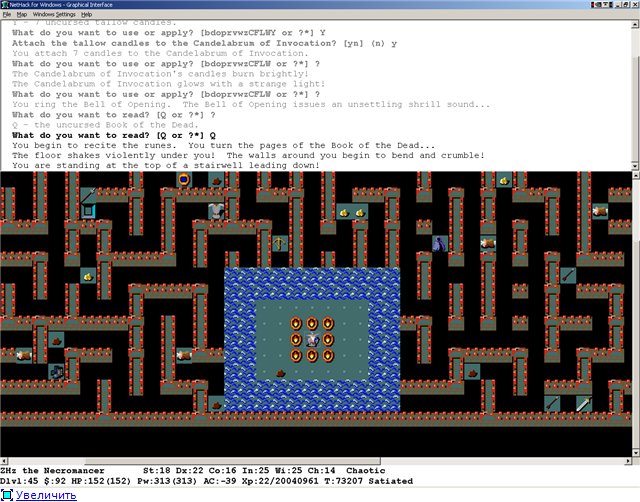 NetHack for Windows - Graphical Interface
File Map Windows Settings Help
Y - 7 uncursed tallow candles.
What do you want to use or apply? [bdoprvwzCFLWY or ?*] Y
Attach the tallow candles to the Candelabrum of Invocation? [yn] (n) y
You attach 7 candles to the Candelabrum of Invocation.
What do you want to use or apply? [bdoprvwzCFLW or ?*] ?
The Candelabrum of Invocation's candles burn brightly!
The Candelabrum of Invocation glows with a strange light!
What do you want to use or apply? [bdoprvwzCFLW or ?*] ?
You ring the Bell of Opening. The Bell of Opening issues an unsettling shrill sound...
What do you want to read? [Q or ?*] ?
Q - the uncursed Book of the Dead.
What do you want to read? [Q or ?*] Q
You begin to recite the runes. You turn the pages of the Book of the Dead...
The floor shakes violently under you! The walls around you begin to bend and crumble!
You are standing at the top of a stairwell leading down!
ZHz the Necromancer St:18 Dx:22 Co:16 In:25 Wi:25 Ch:14 Chaotic
Dlvl:45 $:92 HP:152(152) Pw:313(313) AC:-39 Xp:22/20040961 T:73207 Satiated
Увеличить